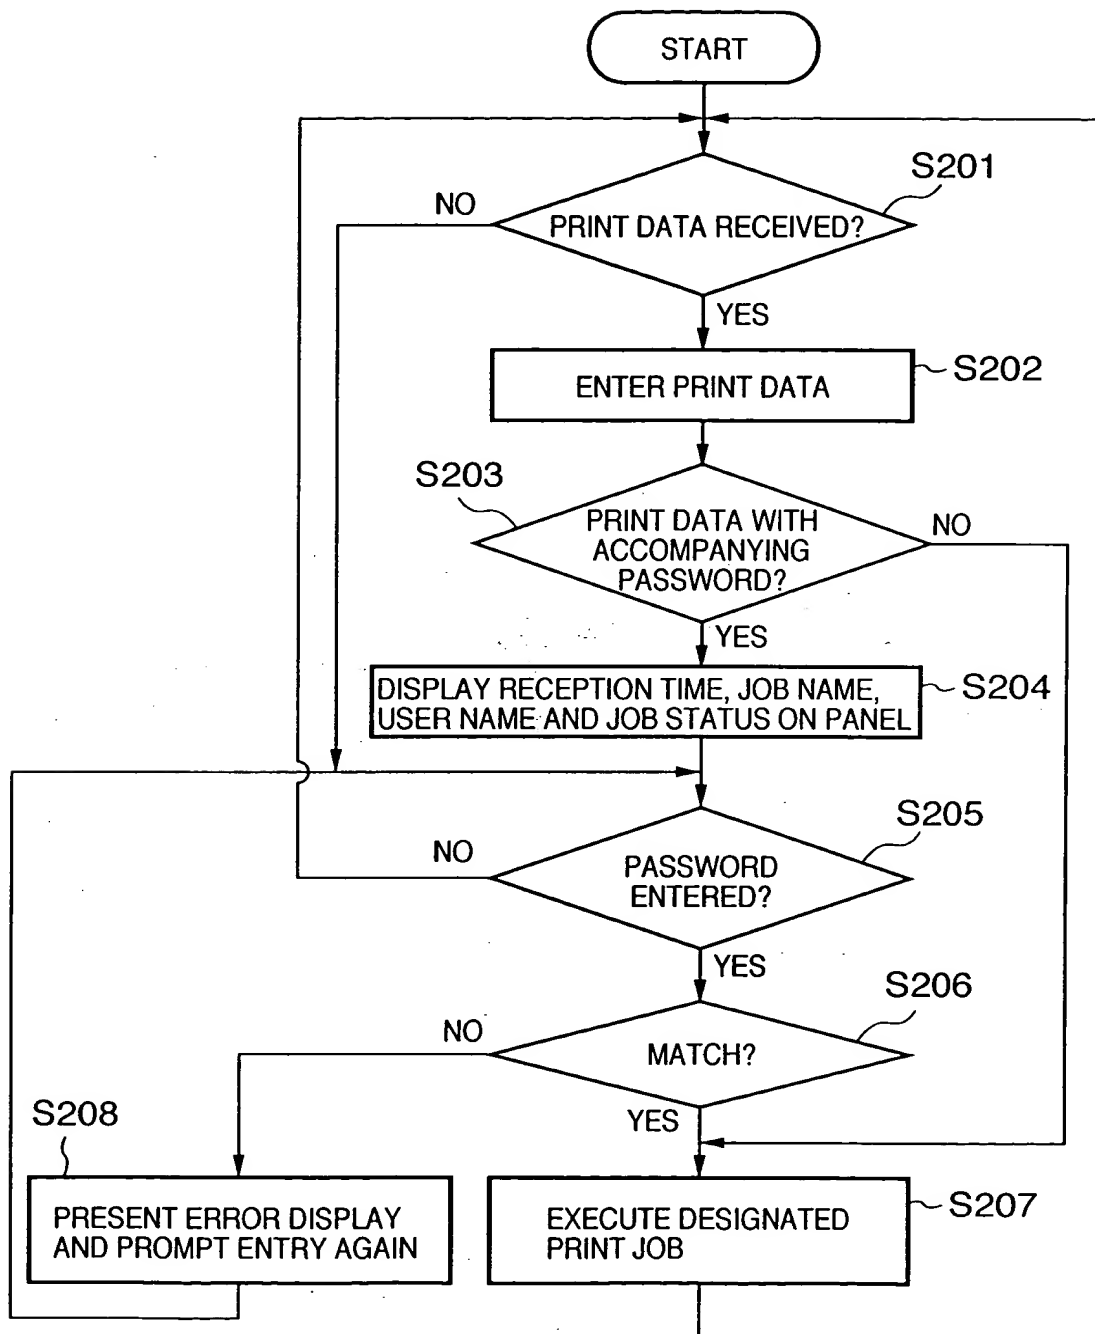 START
S201
NO
PRINT DATA RECEIVED?
YES
ENTER PRINT DATA
S202
S203
PRINT DATA WITH
ACCOMPANYING
PASSWORD?
NO
YES
DISPLAY RECEPTION TIME, JOB NAME,
USER NAME AND JOB STATUS ON PANEL
S204
S205
NO
PASSWORD
ENTERED?
YES
S206
NO
MATCH?
YES
S208
PRESENT ERROR DISPLAY
AND PROMPT ENTRY AGAIN
EXECUTE DESIGNATED
PRINT JOB
S207